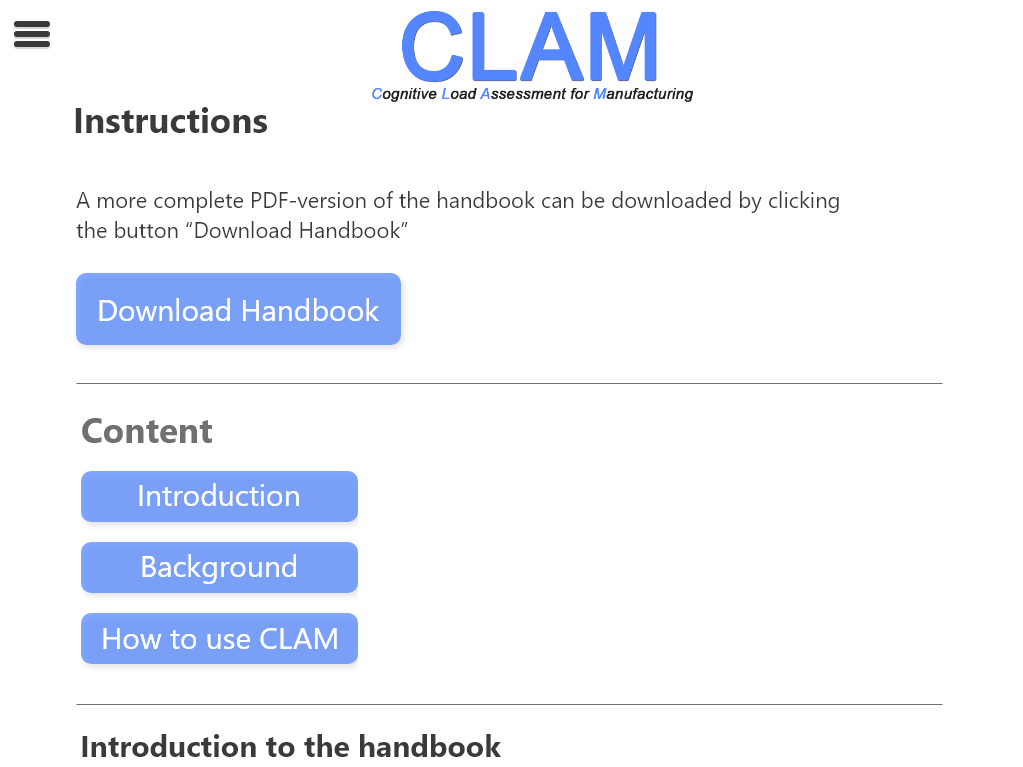 CLAM
Cognitive Load Assessment for Manufacturing
Instructions
A more complete PDF-version of the handbook can be downloaded by clicking
the button “Download Handbook”
Download Handbook
Content
Introduction
Background
How to use CLAM
Introduction to the handbook